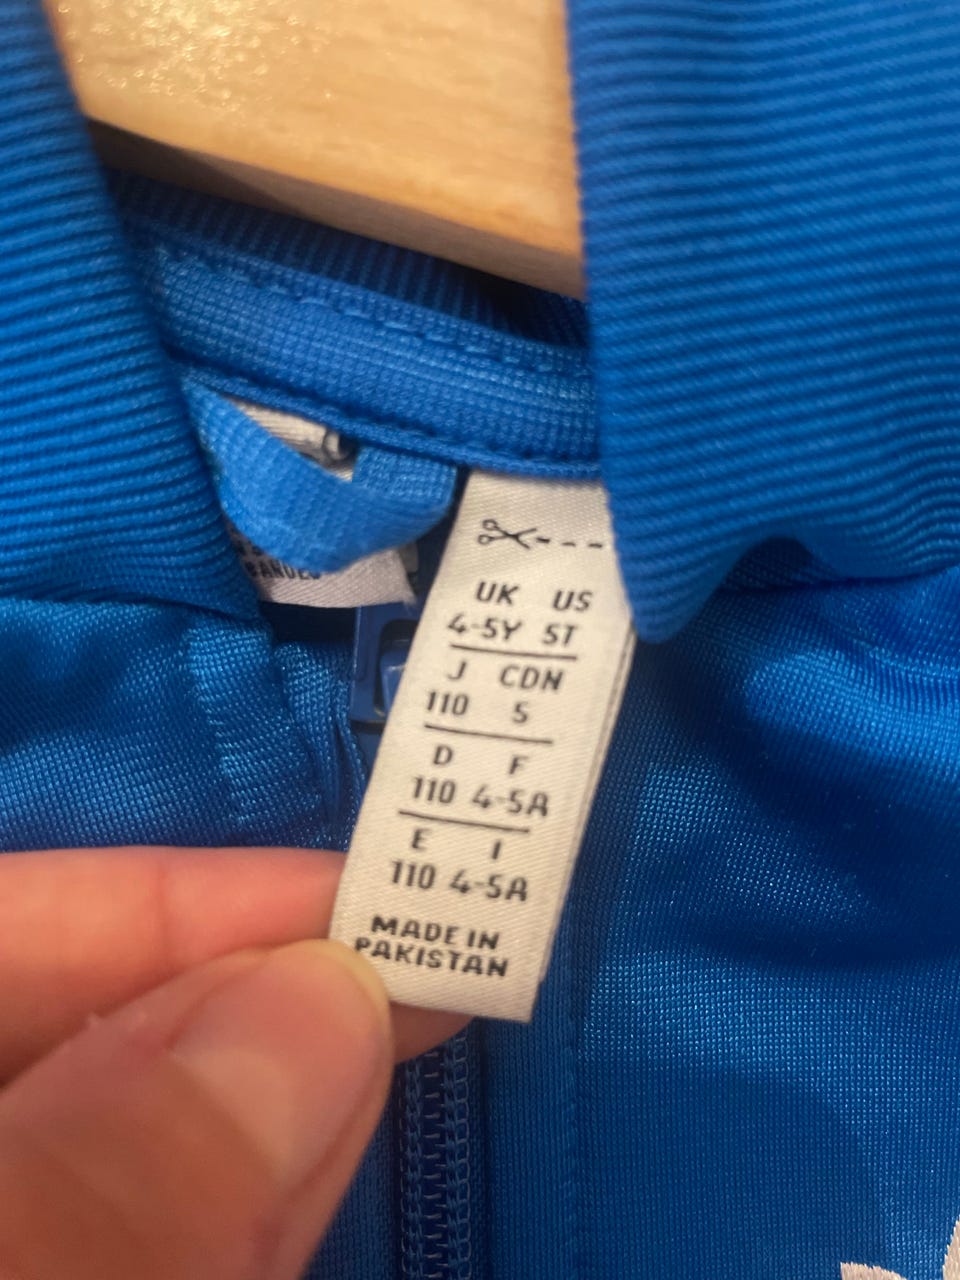 UK US
4-5Y 5T
J CDN
110 5
D F
110 4-5A
E I
110 4-5A
MADE IN
PAKISTAN